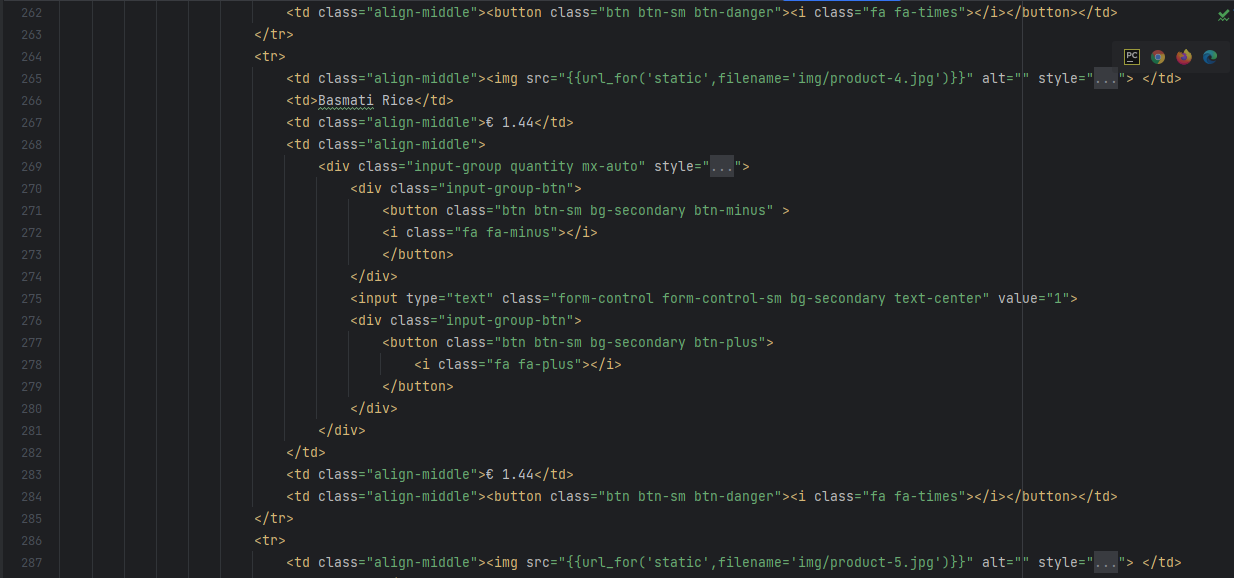 262 <td class="align-middle"><button class="btn btn-sm btn-danger"><i class="fa fa-times"></i></button></td>
263 </tr>
264 <tr>
PC
265 <td class="align-middle"><img src="{{url_for('static',filename='img/product-4.jpg')}}" alt="" style="..."> </td>
266 <td>Basmati Rice</td>
267 <td class="align-middle">€ 1.44</td>
268 <td class="align-middle">
269 <div class="input-group quantity mx-auto" style="...">
270 <div class="input-group-btn">
271 <button class="btn btn-sm bg-secondary btn-minus" >
272 <i class="fa fa-minus"></i>
273 </button>
274 </div>
275 <input type="text" class="form-control form-control-sm bg-secondary text-center" value="1">
276 <div class="input-group-btn">
277 <button class="btn btn-sm bg-secondary btn-plus">
278 <i class="fa fa-plus"></i>
279 </button>
280 </div>
281 </div>
282 </td>
283 <td class="align-middle">€ 1.44</td>
284 <td class="align-middle"><button class="btn btn-sm btn-danger"><i class="fa fa-times"></i></button></td>
285 </tr>
286 <tr>
287 <td class="align-middle"><img src="{{url_for('static',filename='img/product-5.jpg')}}" alt="" style="..."> </td>